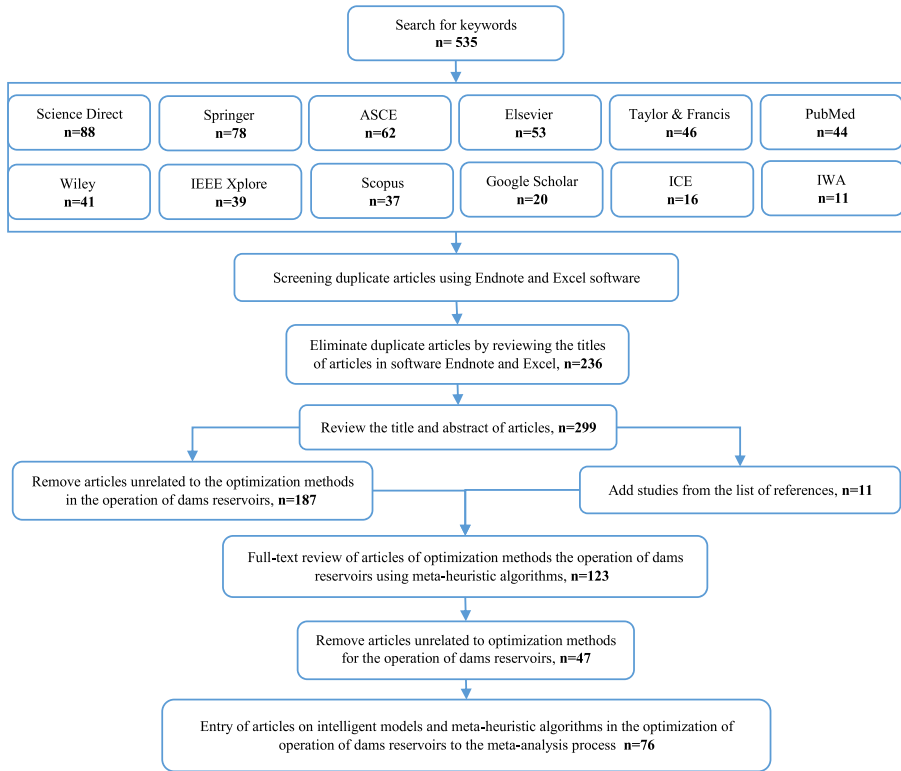 Search for keywords
n= 535
Science Direct
n=88
Springer
n=78
ASCE
n=62
Elsevier
n=53
Taylor & Francis
n=46
PubMed
n=44
Wiley
n=41
IEEE Xplore
n=39
Scopus
n=37
Google Scholar
n=20
ICE
n=16
IWA
n=11
Screening duplicate articles using Endnote and Excel software
Eliminate duplicate articles by reviewing the titles
of articles in software Endnote and Excel, n=236
Review the title and abstract of articles, n=299
Remove articles unrelated to the optimization methods
in the operation of dams reservoirs, n=187
Add studies from the list of references, n=11
Full-text review of articles of optimization methods the operation of dams
reservoirs using meta-heuristic algorithms, n=123
Remove articles unrelated to optimization methods
for the operation of dams reservoirs, n=47
Entry of articles on intelligent models and meta-heuristic algorithms in the optimization of
operation of dams reservoirs to the meta-analysis process n=76